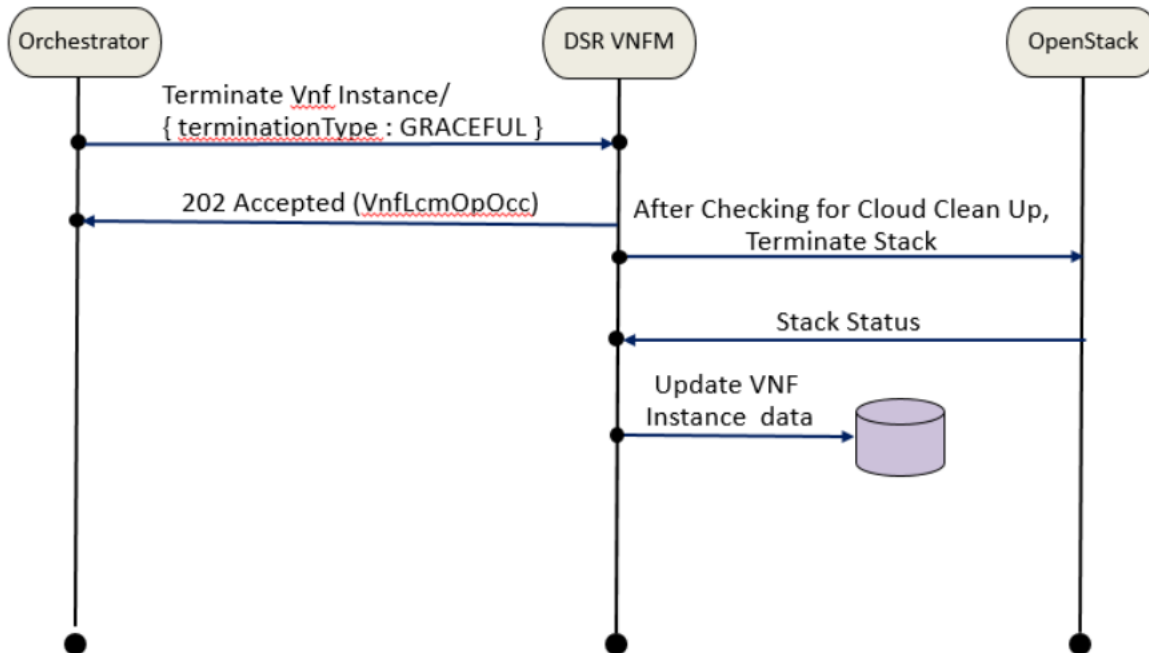 Orchestrator
DSR VNFM
OpenStack
Terminate Vnf Instance/
{ terminationType : GRACEFUL }
202 Accepted (VnfLcmOpOcc)
After Checking for Cloud Clean Up,
Terminate Stack
Stack Status
Update VNF
Instance data